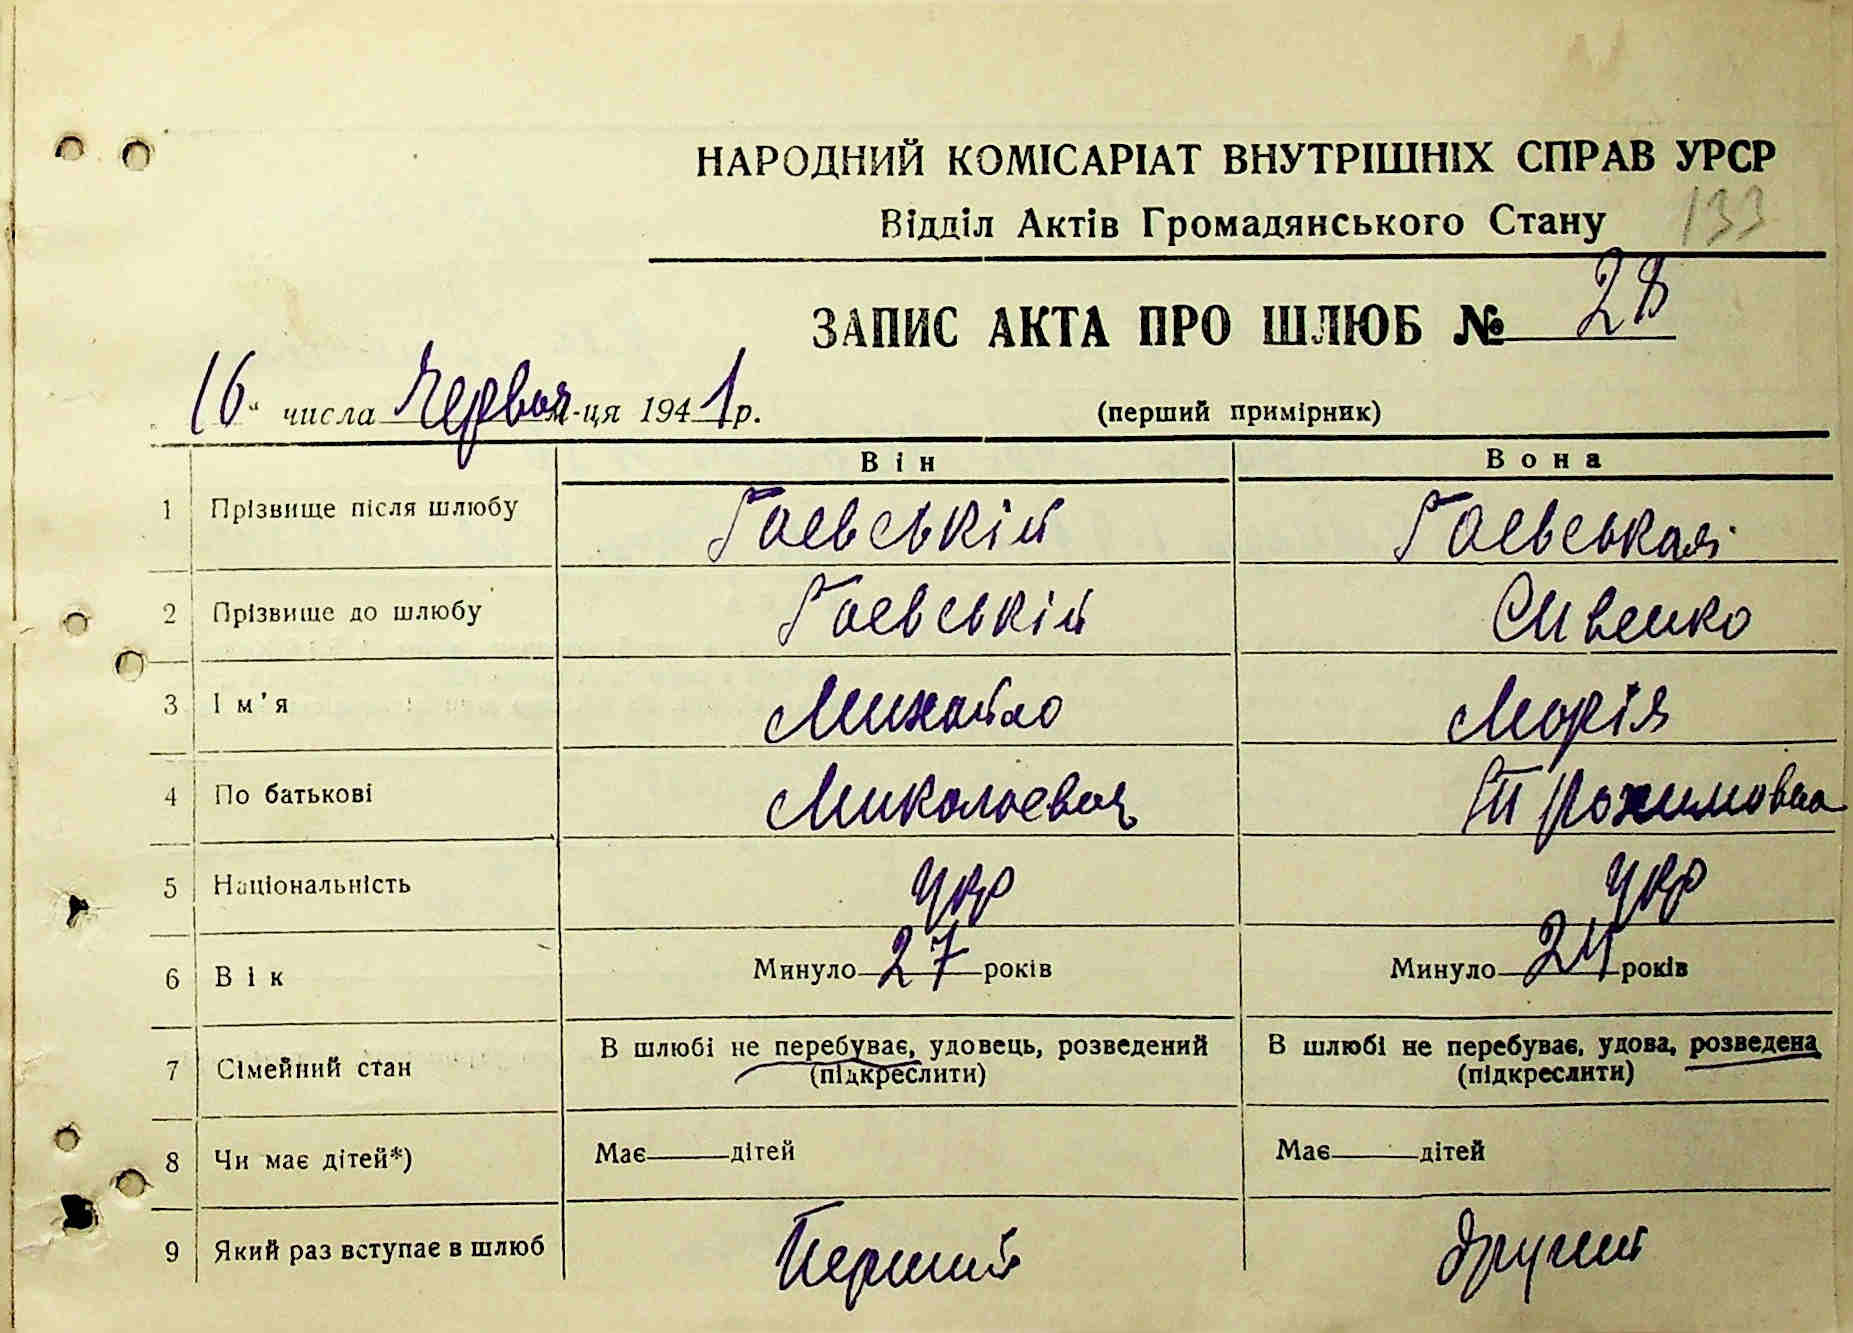 НАРОДНИЙ КОМІСАРІАТ ВНУТРІШНІХ СПРАВ УРСР
Відділ Актів Громадянського Стану
133
ЗАПИС АКТА ПРО ШЛЮБ № 28
16 " числа Червня м-ця 1941 р.
(перший примірник)
Він Вона
1 Прізвище після шлюбу Гаевській Гаевськая
2 Прізвище до шлюбу Гаевській Сивенко
3 Ім'я Михайло Марія
4 По батькові Миколаевич
5 Національність укр укр
6 Вік Минуло 27 років Минуло 24 років
7 Сімейний стан В шлюбі не перебуває, удовець, розведений (підкреслити) В шлюбі не перебуває, удова, розведена (підкреслити)
8 Чи має дітей*) Має дітей Має дітей
9 Який раз вступає в шлюб Перший другий